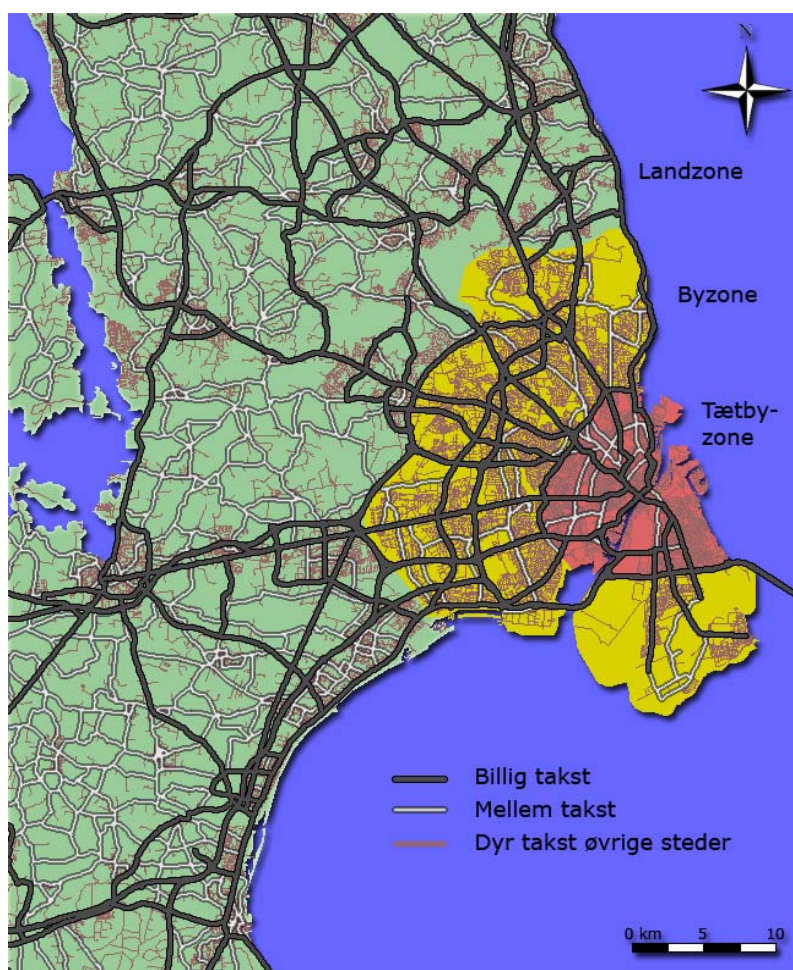 N
Landzone
Byzone
Tætby-
zone
Billig takst
Mellem takst
Dyr takst øvrige steder
0 km 5 10